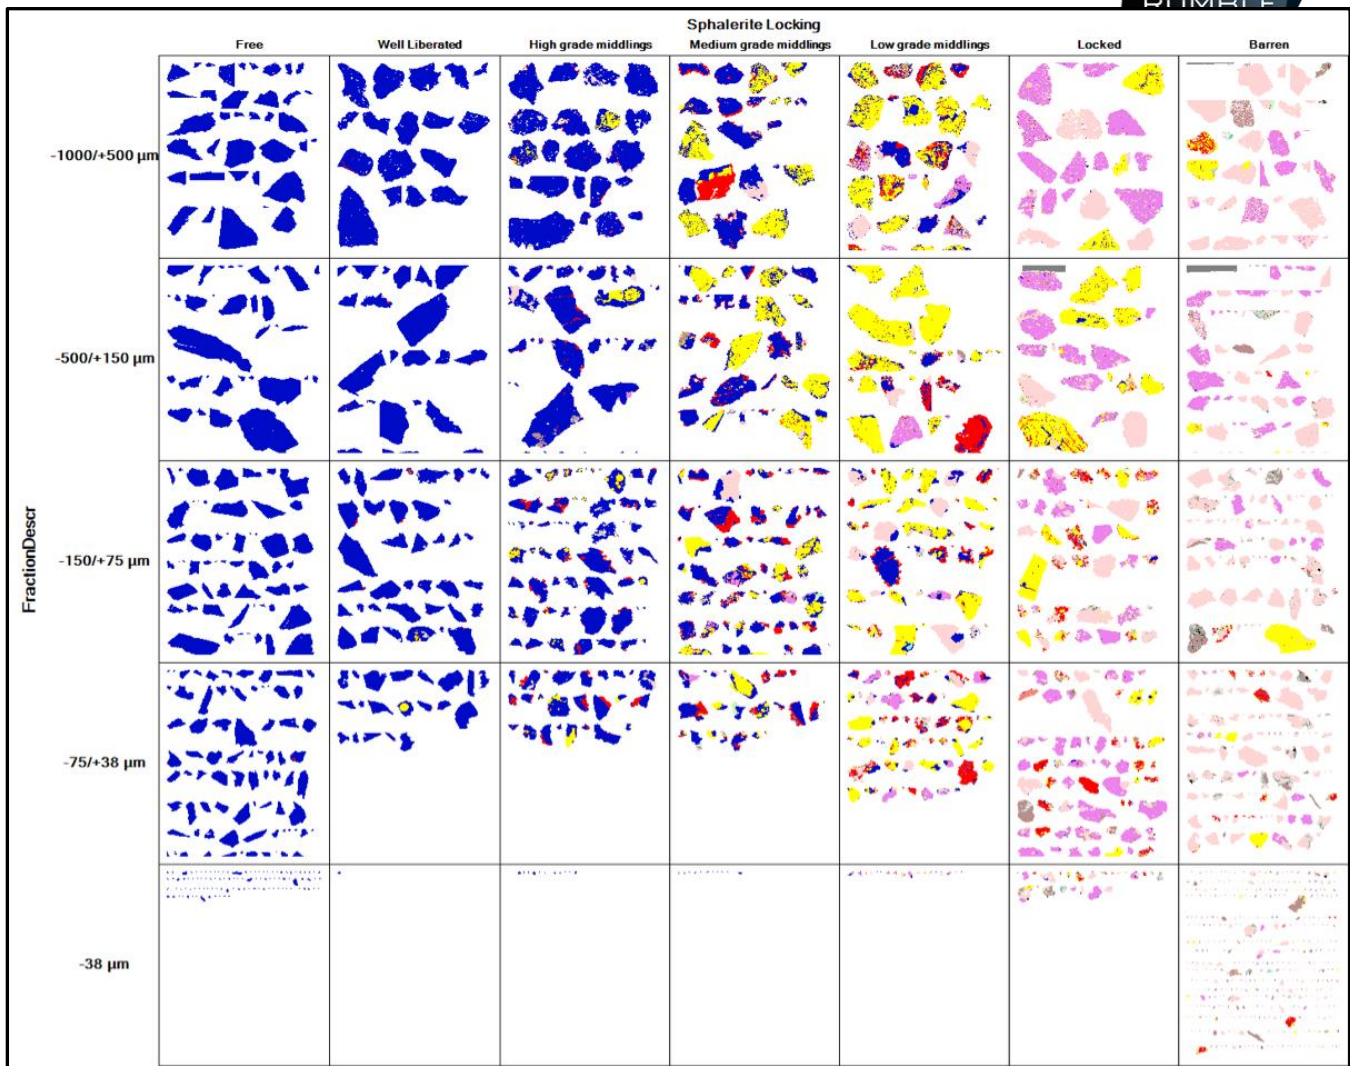 RUMBLE
Sphalerite Locking
Free Well Liberated High grade middlings Medium grade middlings Low grade middlings Locked Barren
-1000/+500 µm
-500/+150 µm
FractionDescr
-150/+75 µm
-75/+38 µm
-38 µm